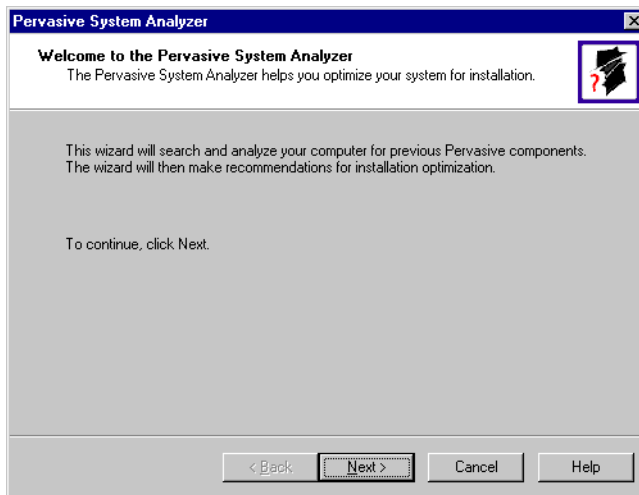 Pervasive System Analyzer
Welcome to the Pervasive System Analyzer
The Pervasive System Analyzer helps you optimize your system for installation.
?
This wizard will search and analyze your computer for previous Pervasive components.
The wizard will then make recommendations for installation optimization.
To continue, click Next.
< Back
Next >
Cancel
Help